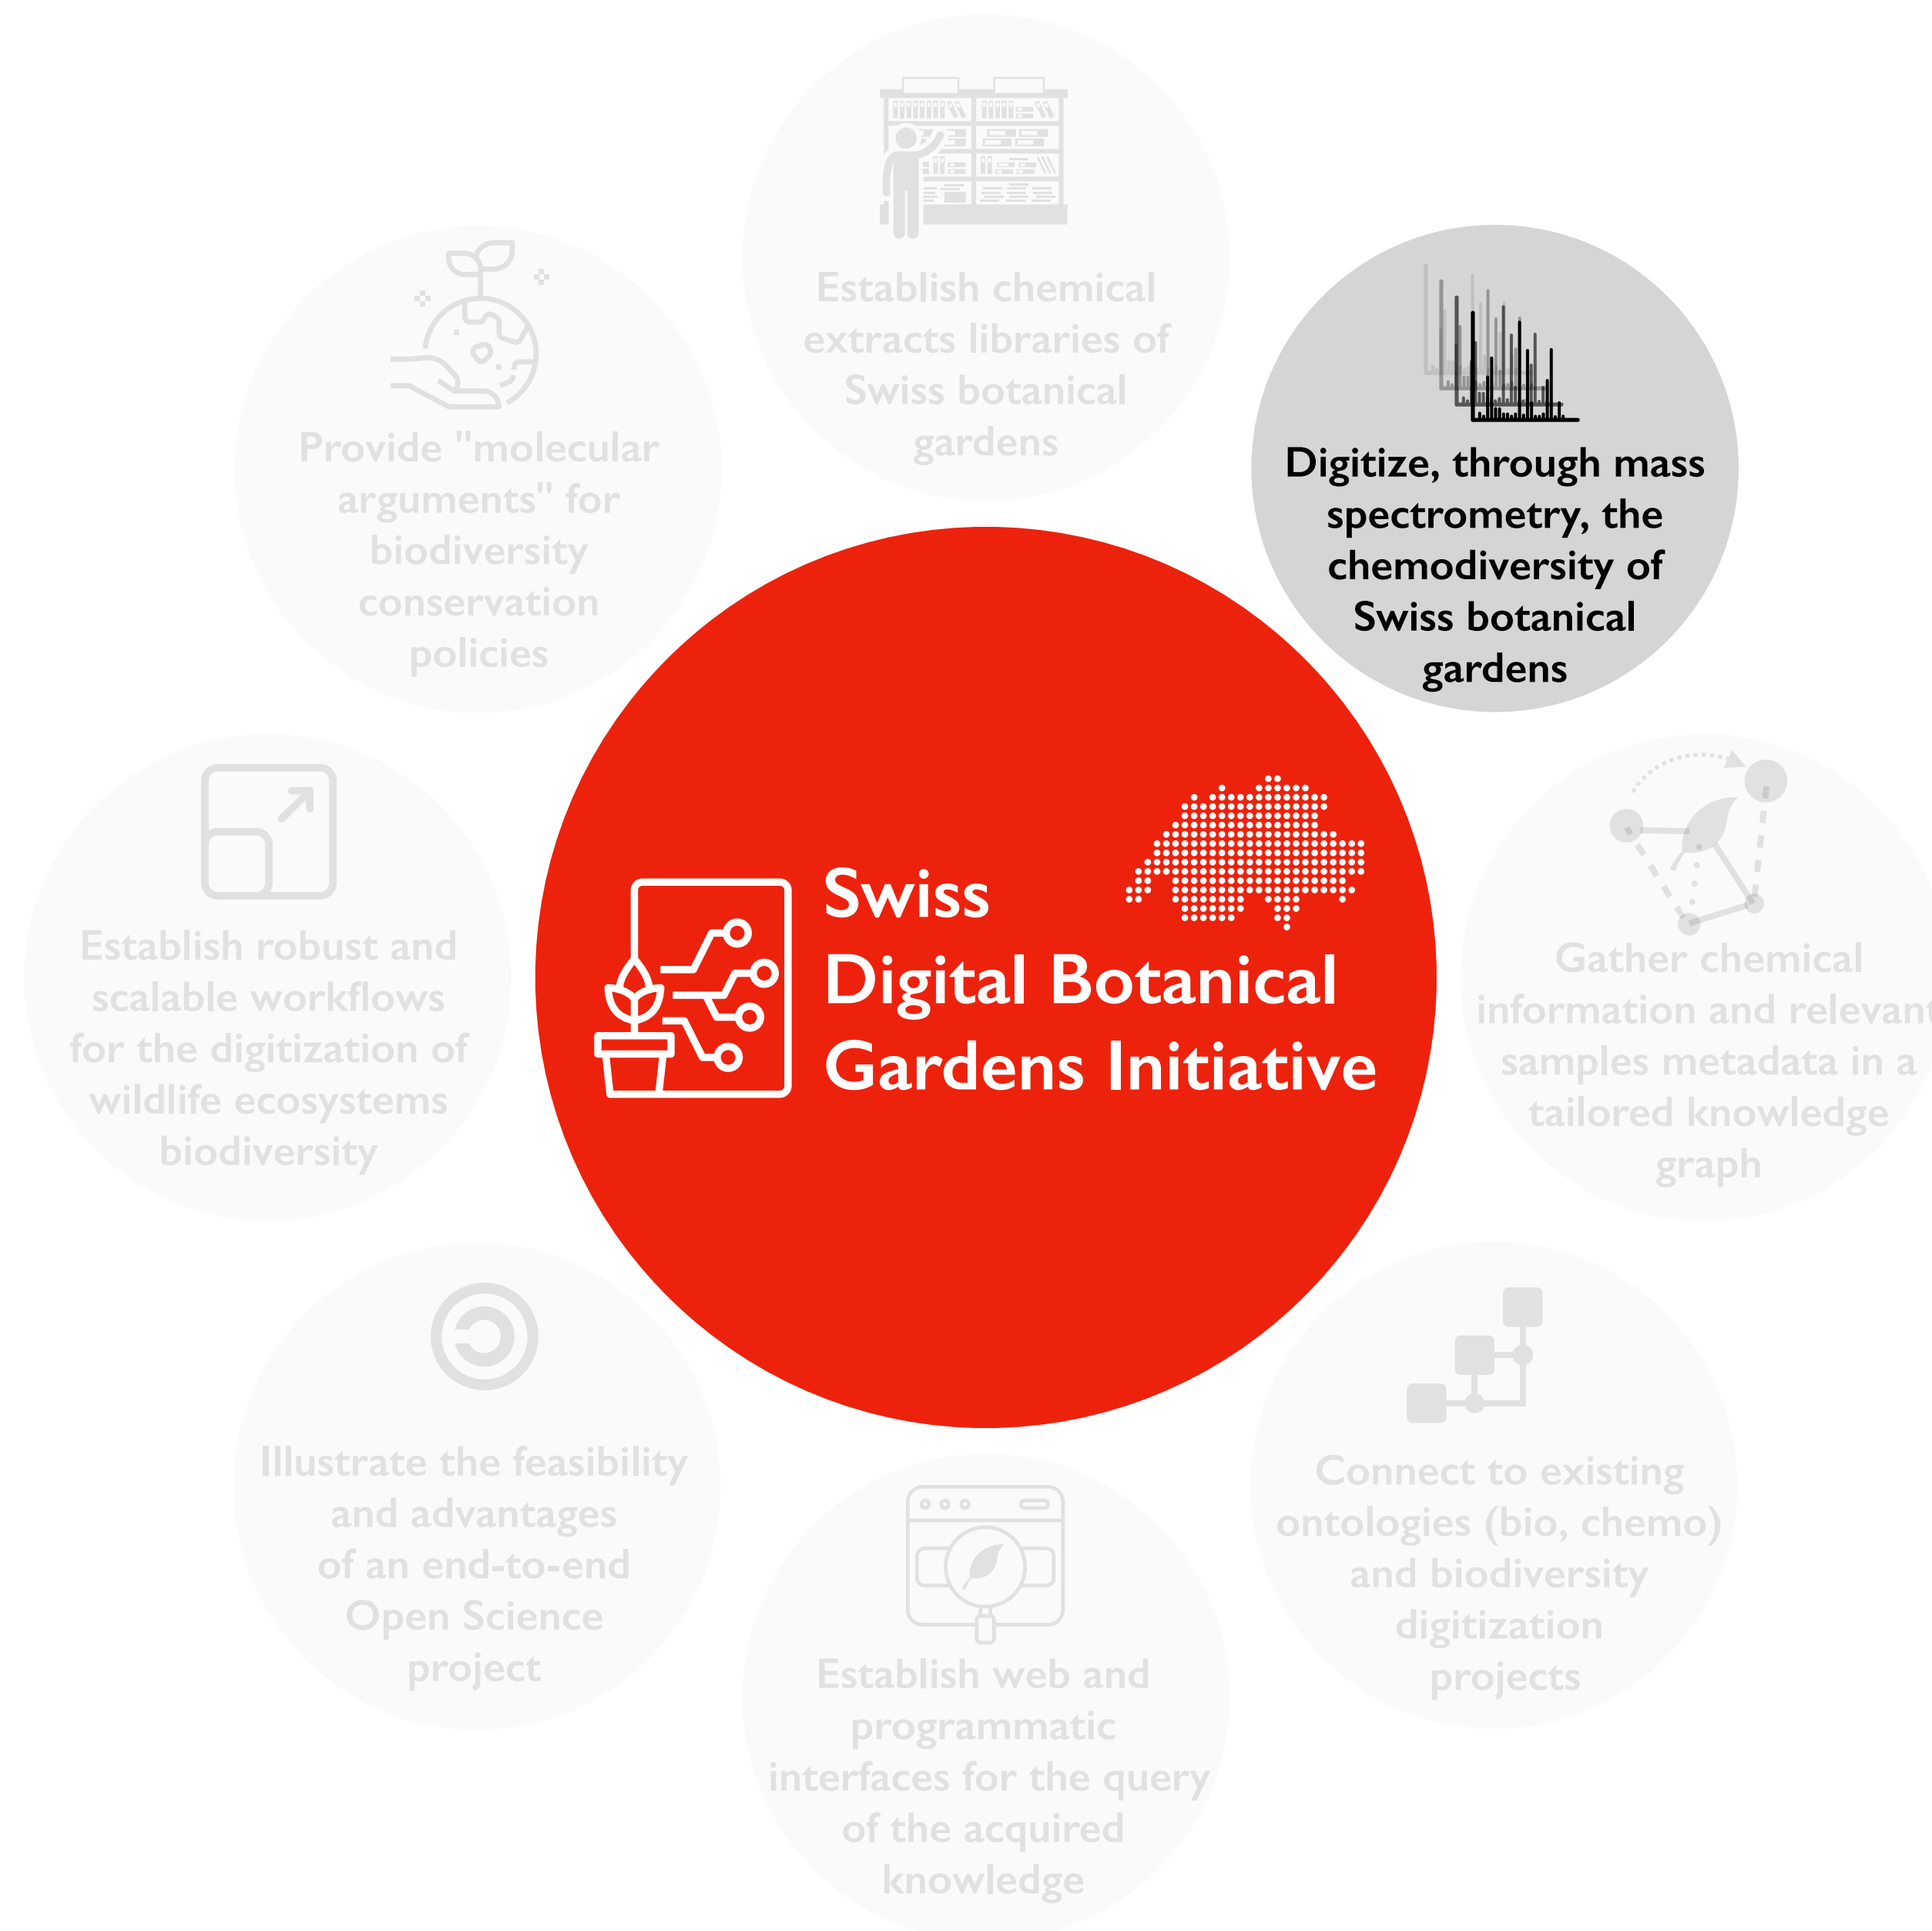 Establish chemical
extracts libraries of
Swiss botanical
gardens
Provide "molecular
arguments" for
biodiversity
conservation
policies
Digitize, through mass
spectrometry, the
chemodiversity of
Swiss botanical
gardens
Establish robust and
scalable workflows
for the digitization of
wildlife ecosystems
biodiversity
Swiss
Digital Botanical
Gardens Initiative
Gather chemical
information and relevant
samples metadata in a
tailored knowledge
graph
Illustrate the feasibility
and advantages
of an end-to-end
Open Science
project
Connect to existing
ontologies (bio, chemo)
and biodiversity
digitization
projects
Establish web and
programmatic
interfaces for the query
of the acquired
knowledge